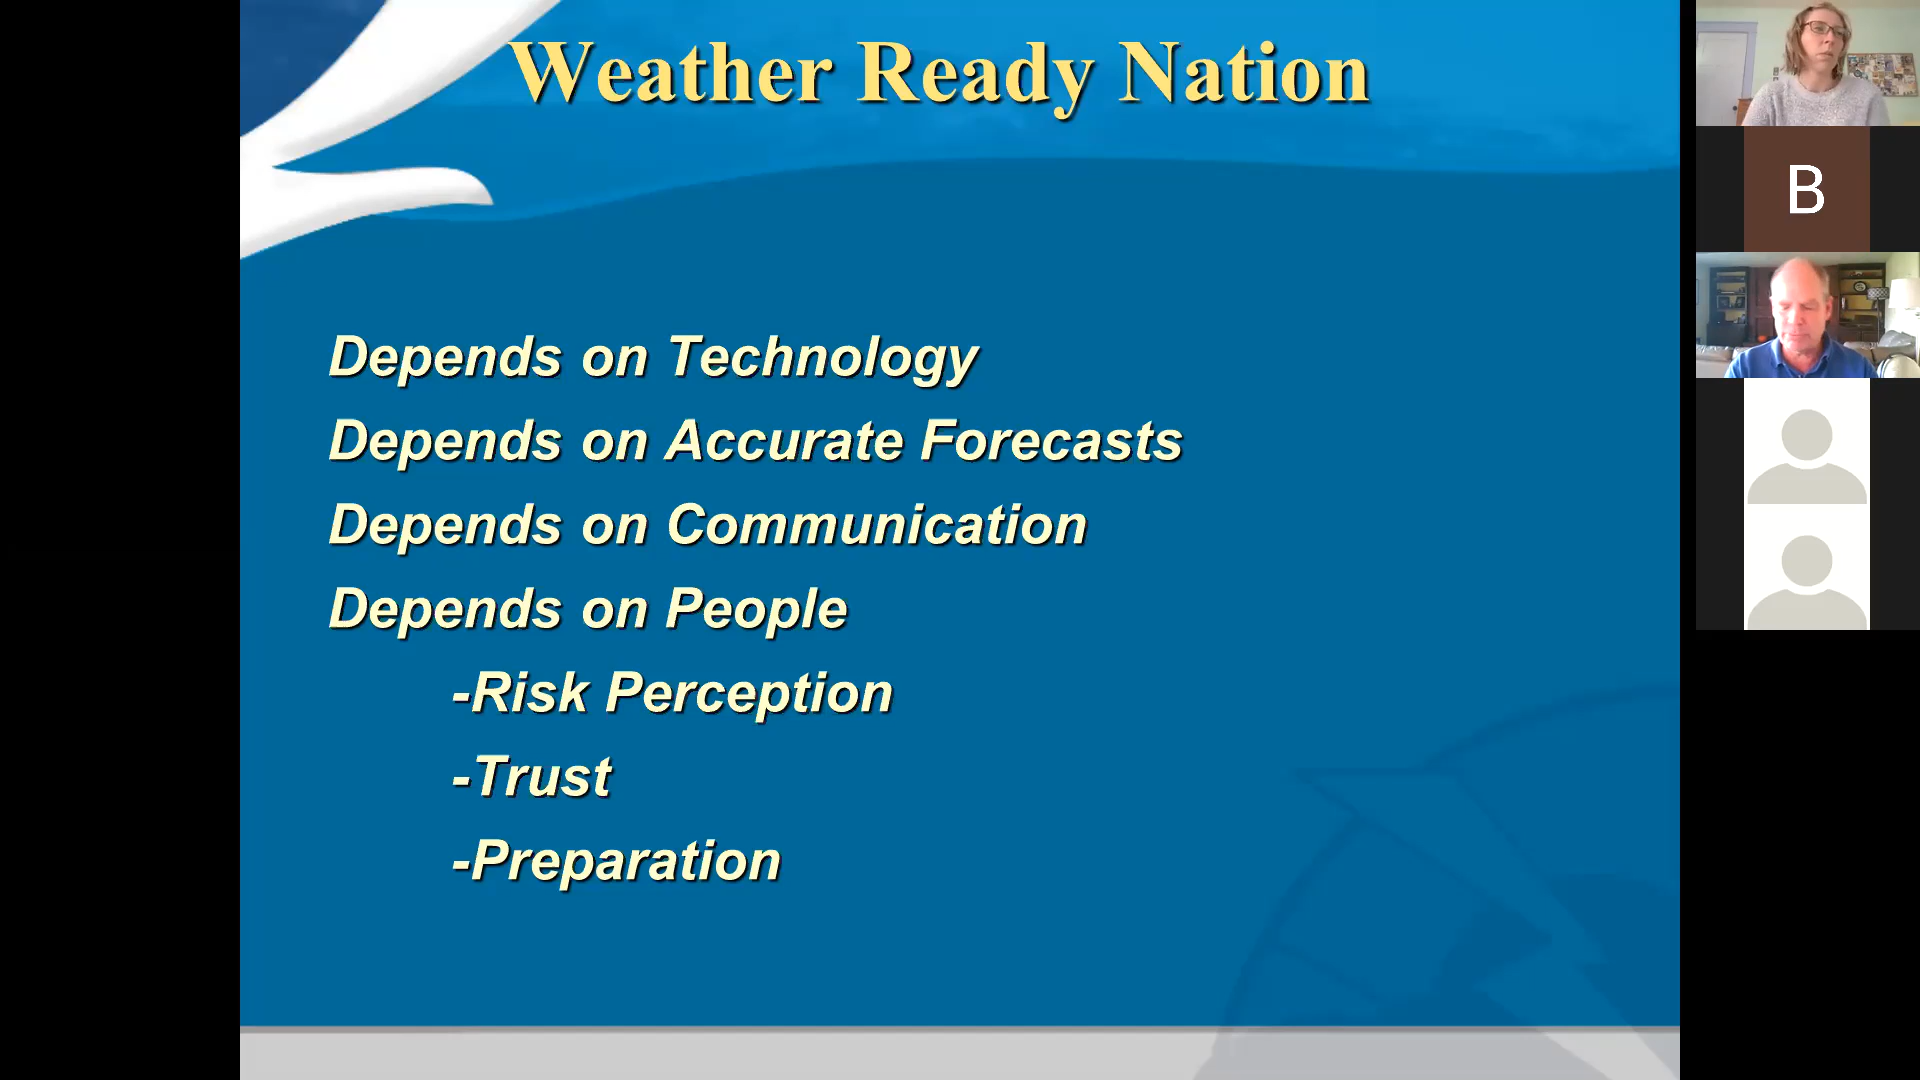 Weather Ready Nation
Depends on Technology
Depends on Accurate Forecasts
Depends on Communication
Depends on People
-Risk Perception
-Trust
-Preparation
B